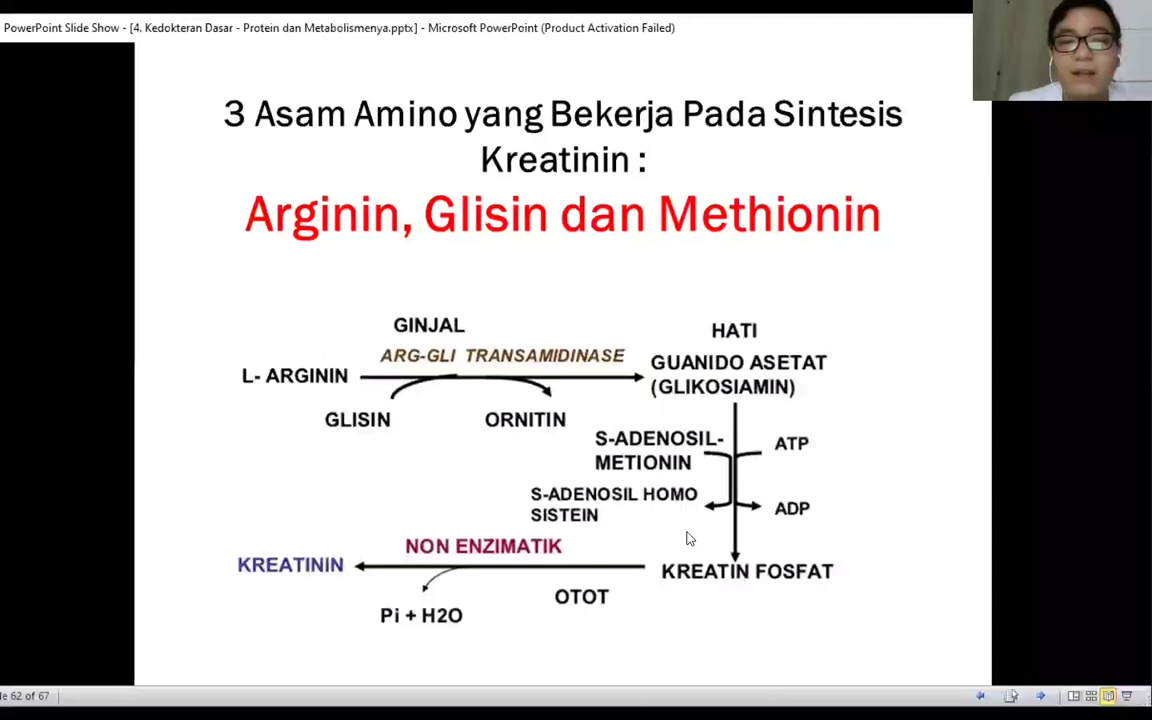 PowerPoint Slide Show - [4. Kedokteran Dasar - Protein dan Metabolismenya.pptx] - Microsoft PowerPoint (Product Activation Failed)
3 Asam Amino yang Bekerja Pada Sintesis
Kreatinin :
Arginin, Glisin dan Methionin
GINJAL
HATI
ARG-GLI TRANSAMIDINASE
L- ARGININ
GUANIDO ASETAT
(GLIKOSIAMIN)
GLISIN
ORNITIN
S-ADENOSIL-
METIONIN
ATP
S-ADENOSIL HOMO
SISTEIN
ADP
NON ENZIMATIK
KREATININ
KREATIN FOSFAT
OTOT
Pi + H2O
62 of 67